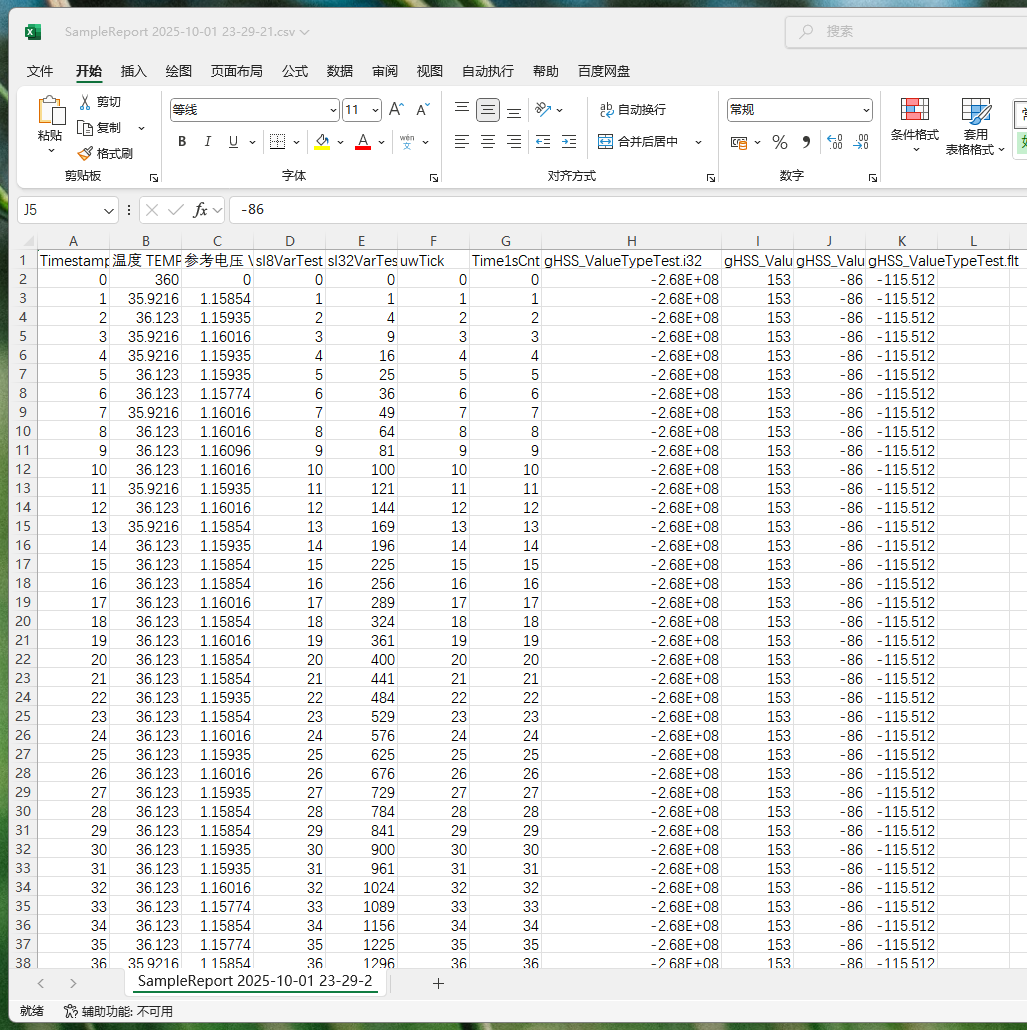 SampleReport 2025-10-01 23-29-21.csv
搜索
文件 开始 插入 绘图 页面布局 公式 数据 审阅 视图 自动执行 帮助 百度网盘
粘贴 剪切 复制 格式刷 剪贴板
等线 11 B I U A wén 文 字体
自动换行 合并后居中 对齐方式
常规 % 数字
条件格式 套用 表格格式
J5 fx -86
A B C D E F G H I J K L
1 Timestamp 温度 TEMP 参考电压 V sI8VarTest sI32VarTes uwTick Time1sCnt gHSS_ValueTypeTest.i32 gHSS_Valu gHSS_Valu gHSS_ValueTypeTest.flt
2 0 360 0 0 0 0 0 -2.68E+08 153 -86 -115.512
3 1 35.9216 1.15854 1 1 1 1 -2.68E+08 153 -86 -115.512
4 2 36.123 1.15935 2 4 2 2 -2.68E+08 153 -86 -115.512
5 3 35.9216 1.16016 3 9 3 3 -2.68E+08 153 -86 -115.512
6 4 35.9216 1.15935 4 16 4 4 -2.68E+08 153 -86 -115.512
7 5 36.123 1.15935 5 25 5 5 -2.68E+08 153 -86 -115.512
8 6 36.123 1.15774 6 36 6 6 -2.68E+08 153 -86 -115.512
9 7 35.9216 1.16016 7 49 7 7 -2.68E+08 153 -86 -115.512
10 8 36.123 1.16016 8 64 8 8 -2.68E+08 153 -86 -115.512
11 9 36.123 1.16096 9 81 9 9 -2.68E+08 153 -86 -115.512
12 10 36.123 1.16016 10 100 10 10 -2.68E+08 153 -86 -115.512
13 11 35.9216 1.15935 11 121 11 11 -2.68E+08 153 -86 -115.512
14 12 36.123 1.16016 12 144 12 12 -2.68E+08 153 -86 -115.512
15 13 35.9216 1.15854 13 169 13 13 -2.68E+08 153 -86 -115.512
16 14 36.123 1.15935 14 196 14 14 -2.68E+08 153 -86 -115.512
17 15 36.123 1.15854 15 225 15 15 -2.68E+08 153 -86 -115.512
18 16 36.123 1.15854 16 256 16 16 -2.68E+08 153 -86 -115.512
19 17 36.123 1.16016 17 289 17 17 -2.68E+08 153 -86 -115.512
20 18 36.123 1.15854 18 324 18 18 -2.68E+08 153 -86 -115.512
21 19 36.123 1.16016 19 361 19 19 -2.68E+08 153 -86 -115.512
22 20 36.123 1.15854 20 400 20 20 -2.68E+08 153 -86 -115.512
23 21 36.123 1.15854 21 441 21 21 -2.68E+08 153 -86 -115.512
24 22 36.123 1.15935 22 484 22 22 -2.68E+08 153 -86 -115.512
25 23 36.123 1.15854 23 529 23 23 -2.68E+08 153 -86 -115.512
26 24 36.123 1.16016 24 576 24 24 -2.68E+08 153 -86 -115.512
27 25 36.123 1.15935 25 625 25 25 -2.68E+08 153 -86 -115.512
28 26 36.123 1.16016 26 676 26 26 -2.68E+08 153 -86 -115.512
29 27 36.123 1.15935 27 729 27 27 -2.68E+08 153 -86 -115.512
30 28 36.123 1.15854 28 784 28 28 -2.68E+08 153 -86 -115.512
31 29 36.123 1.15854 29 841 29 29 -2.68E+08 153 -86 -115.512
32 30 36.123 1.15935 30 900 30 30 -2.68E+08 153 -86 -115.512
33 31 36.123 1.15935 31 961 31 31 -2.68E+08 153 -86 -115.512
34 32 36.123 1.16016 32 1024 32 32 -2.68E+08 153 -86 -115.512
35 33 36.123 1.15774 33 1089 33 33 -2.68E+08 153 -86 -115.512
36 34 36.123 1.15854 34 1156 34 34 -2.68E+08 153 -86 -115.512
37 35 36.123 1.15774 35 1225 35 35 -2.68E+08 153 -86 -115.512
38 36 35.9216 1.15854 36 1296 36 36 -2.68E+08 153 -86 -115.512
SampleReport 2025-10-01 23-29-2
就绪 辅助功能: 不可用